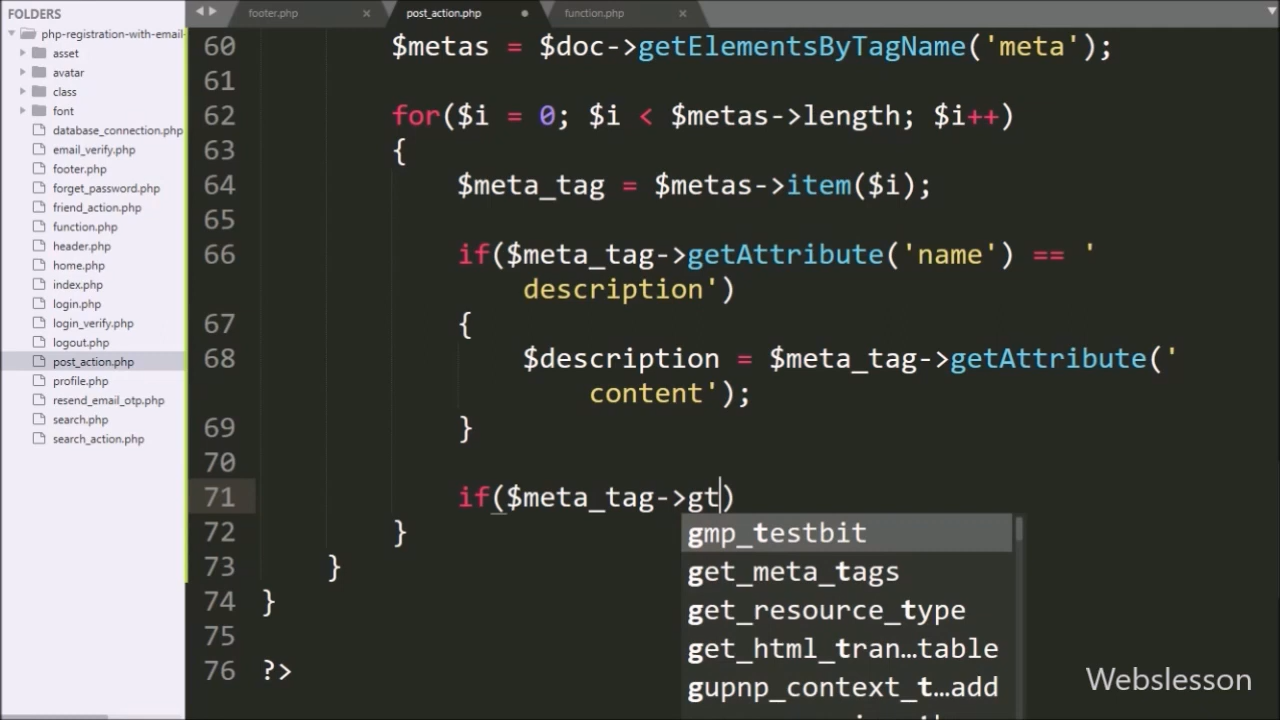 FOLDERS
php-registration-with-email-
asset
avatar
class
font
database_connection.php
email_verify.php
footer.php
forget_password.php
friend_action.php
function.php
header.php
home.php
index.php
login.php
login_verify.php
logout.php
post_action.php
profile.php
resend_email_otp.php
search.php
search_action.php
footer.php × post_action.php function.php ×
60 $metas = $doc->getElementsByTagName('meta');
61
62 for($i = 0; $i < $metas->length; $i++)
63 {
64 $meta_tag = $metas->item($i);
65
66 if($meta_tag->getAttribute('name') == '
description')
67 {
68 $description = $meta_tag->getAttribute('
content');
69 }
70
71 if($meta_tag->gt)
72 }
73 }
74 }
75
76 ?>
gmp_testbit
get_meta_tags
get_resource_type
get_html_tran…table
gupnp_context_t…add
Webslesson